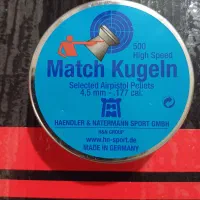 500
High Speed
Match Kugeln
Selected Airpistol Pellets
4,5 mm - .177 cal.
HAENDLER & NATERMANN SPORT GMBH
H&N GROUP
www.hn-sport.de
MADE IN GERMANY